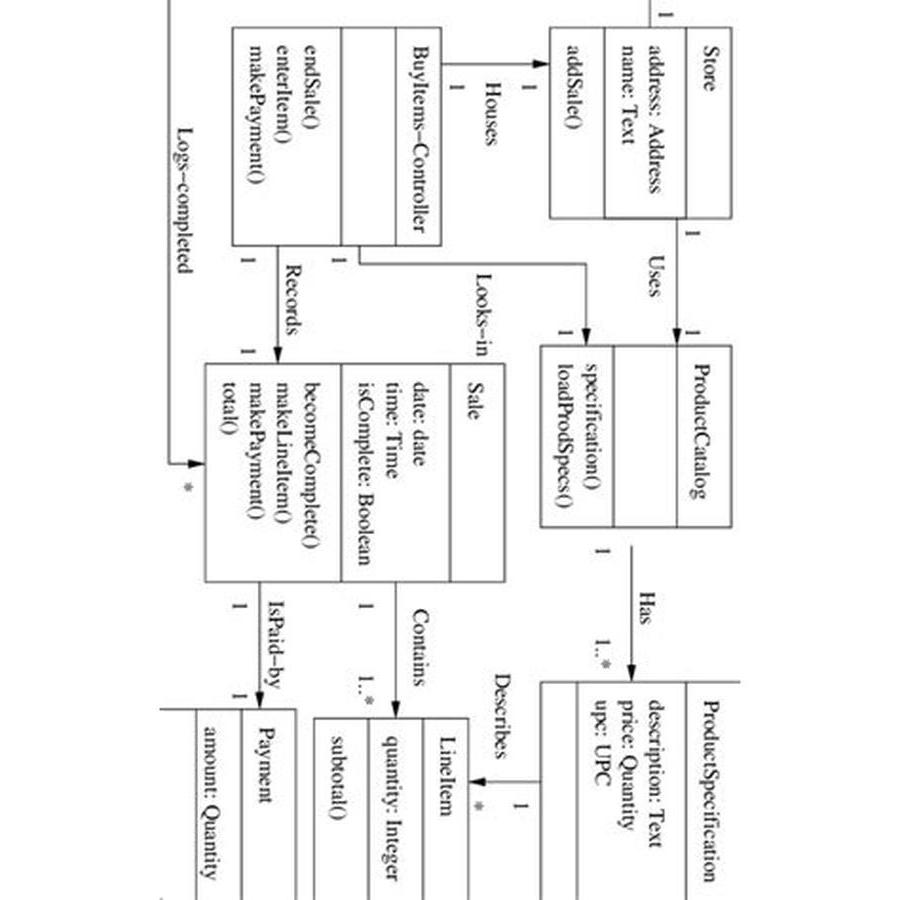 1
Store
address: Address
name: Text
addSale()
1
Uses
1
ProductCatalog
specification()
loadProdSpecs()
1
Has
1..*
ProductSpecification
description: Text
price: Quantity
upc: UPC
1
Houses
1
BuyItems-Controller
endSale()
enterItem()
makePayment()
1
Looks-in
1
1
Records
1
Sale
date: date
time: Time
isComplete: Boolean
becomeComplete()
makeLineItem()
makePayment()
total()
1
Contains
1..*
Describes
1
*
LineItem
quantity: Integer
subtotal()
Logs-completed
*
1
IsPaid-by
1
Payment
amount: Quantity